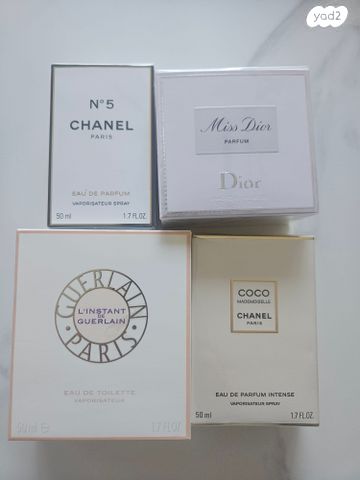 yad2
N°5
CHANEL
PARIS
EAU DE PARFUM
VAPORISATEUR SPRAY
50 ml 1.7 FL.OZ.
Miss Dior
PARFUM
Dior
GUERLAIN
L'INSTANT
DE
GUERLAIN
PARIS
EAU DE TOILETTE
VAPORISATEUR
50 ml e 1.7 FL.OZ.
COCO
MADEMOISELLE
CHANEL
PARIS
EAU DE PARFUM INTENSE
VAPORISATEUR SPRAY
50 ml 1.7 FL.OZ.